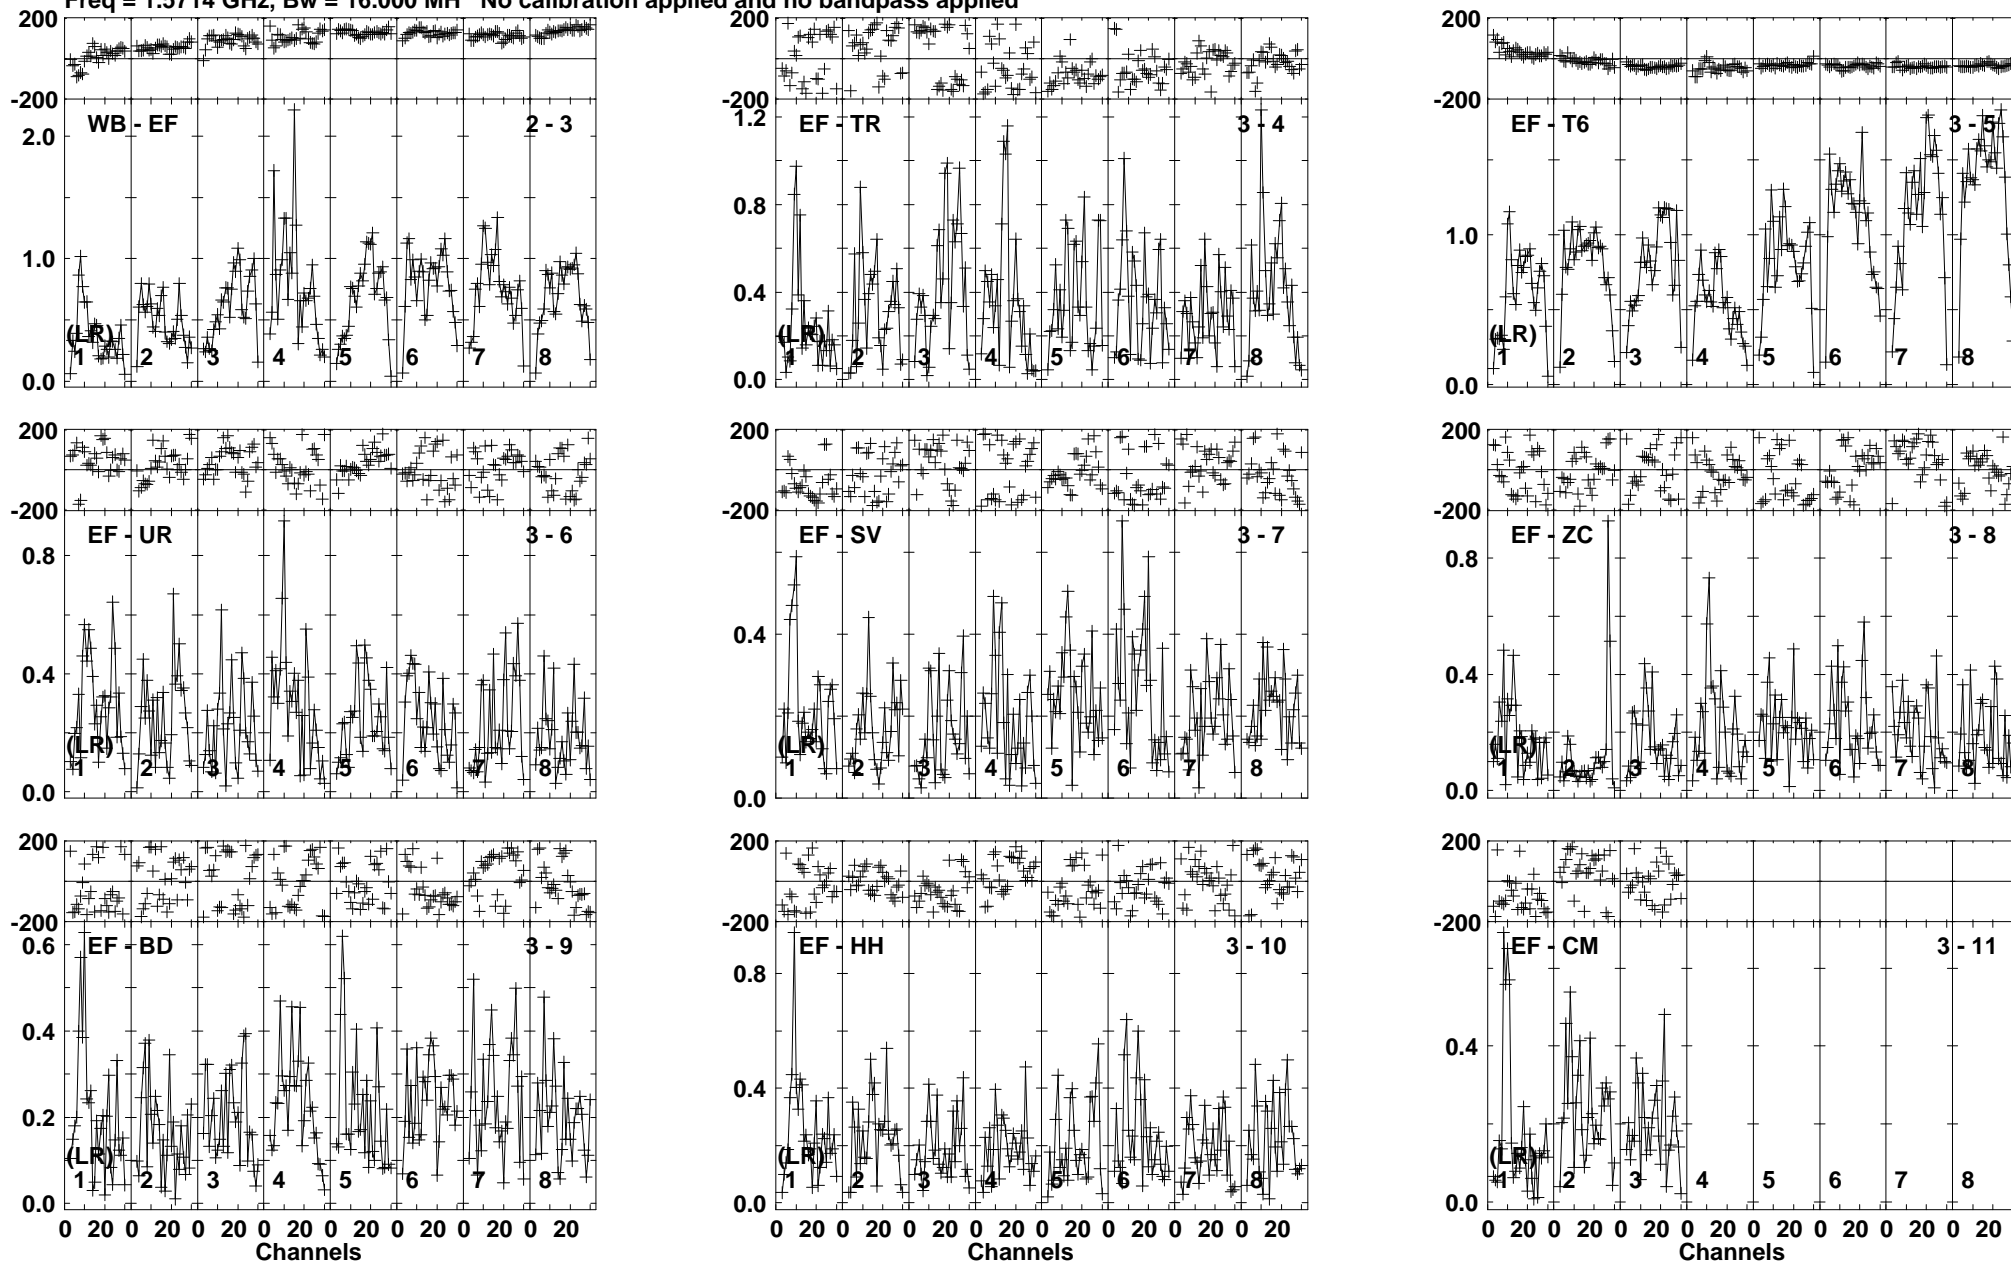 Freq = 1.5714 GHz, Bw = 16.000 MH No calibration applied and no bandpass applied
200
-200
WB - EF
2 - 3
2.0
1.0
0.0
(LR)
1 2 3 4 5 6 7 8
200
-200
EF - TR
3 - 4
1.2
0.8
0.4
0.0
(LR)
1 2 3 4 5 6 7 8
200
-200
EF - T6
3 - 5
1.0
0.0
(LR)
1 2 3 4 5 6 7 8
200
-200
EF - UR
3 - 6
0.8
0.4
0.0
(LR)
1 2 3 4 5 6 7 8
200
-200
EF - SV
3 - 7
0.4
0.0
(LR)
1 2 3 4 5 6 7 8
200
-200
EF - ZC
3 - 8
0.8
0.4
0.0
(LR)
1 2 3 4 5 6 7 8
200
-200
EF - BD
3 - 9
0.6
0.4
0.2
0.0
(LR)
1 2 3 4 5 6 7 8
0 20 0 20 0 20 0 20 0 20 0 20 0 20 0 20
Channels
200
-200
EF - HH
3 - 10
0.8
0.4
0.0
(LR)
1 2 3 4 5 6 7 8
0 20 0 20 0 20 0 20 0 20 0 20 0 20 0 20
Channels
200
-200
EF - CM
3 - 11
0.4
0.0
(LR)
1 2 3 4 5 6 7 8
0 20 0 20 0 20 0 20 0 20 0 20 0 20 0 20
Channels